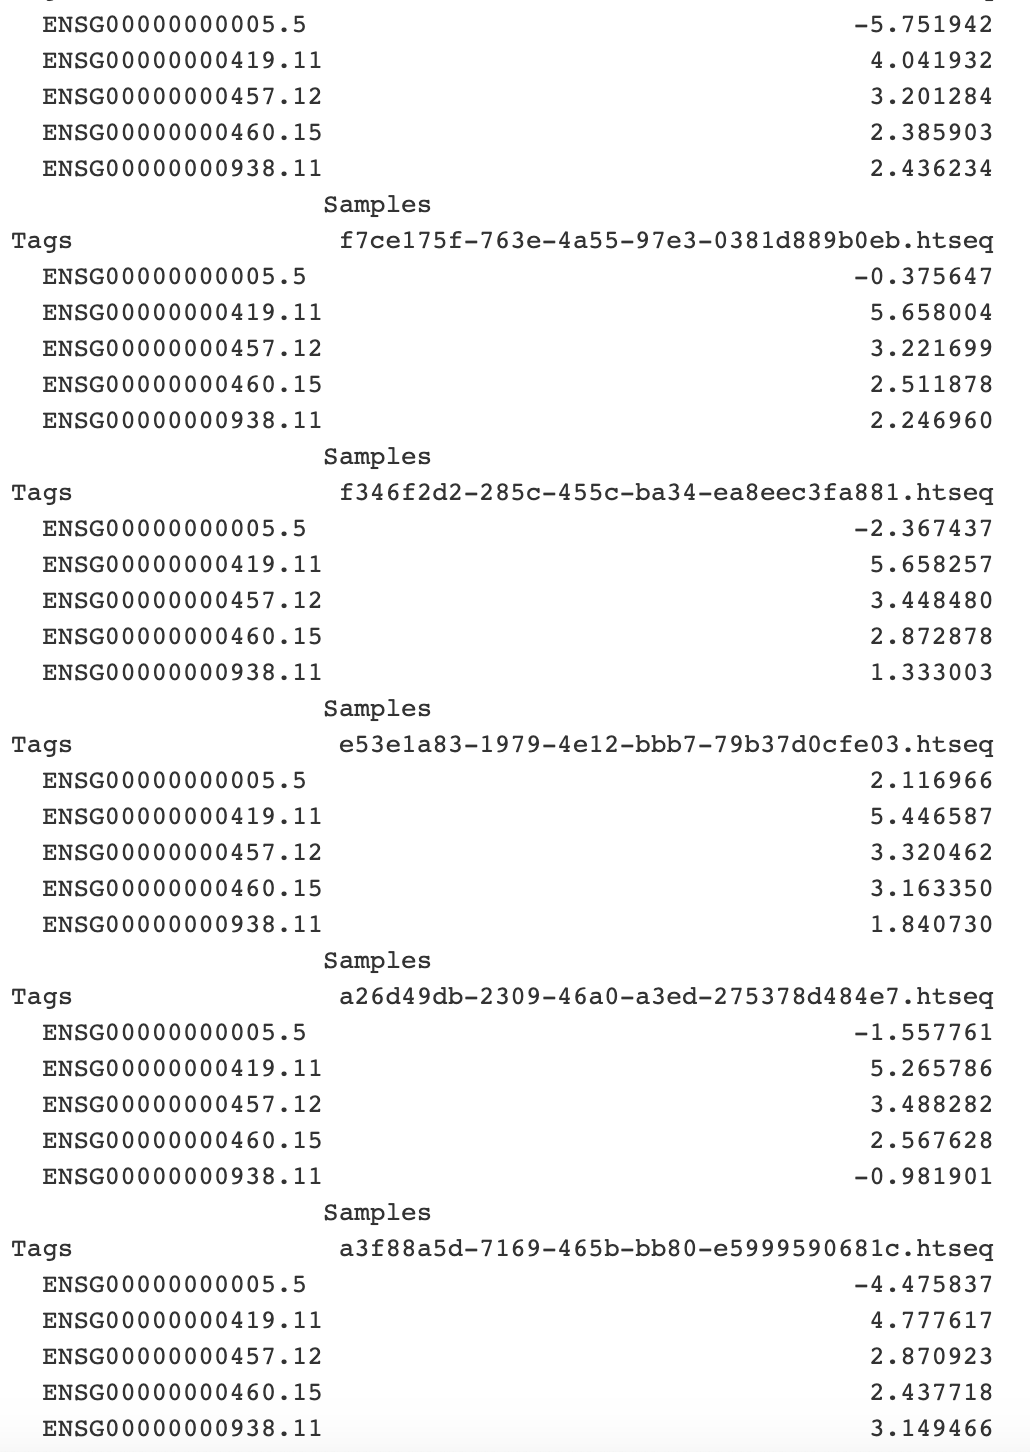 ENSG00000000005.5 -5.751942
ENSG00000000419.11 4.041932
ENSG00000000457.12 3.201284
ENSG00000000460.15 2.385903
ENSG00000000938.11 2.436234
Samples
Tags f7ce175f-763e-4a55-97e3-0381d889b0eb.htseq
ENSG00000000005.5 -0.375647
ENSG00000000419.11 5.658004
ENSG00000000457.12 3.221699
ENSG00000000460.15 2.511878
ENSG00000000938.11 2.246960
Samples
Tags f346f2d2-285c-455c-ba34-ea8eec3fa881.htseq
ENSG00000000005.5 -2.367437
ENSG00000000419.11 5.658257
ENSG00000000457.12 3.448480
ENSG00000000460.15 2.872878
ENSG00000000938.11 1.333003
Samples
Tags e53e1a83-1979-4e12-bbb7-79b37d0cfe03.htseq
ENSG00000000005.5 2.116966
ENSG00000000419.11 5.446587
ENSG00000000457.12 3.320462
ENSG00000000460.15 3.163350
ENSG00000000938.11 1.840730
Samples
Tags a26d49db-2309-46a0-a3ed-275378d484e7.htseq
ENSG00000000005.5 -1.557761
ENSG00000000419.11 5.265786
ENSG00000000457.12 3.488282
ENSG00000000460.15 2.567628
ENSG00000000938.11 -0.981901
Samples
Tags a3f88a5d-7169-465b-bb80-e5999590681c.htseq
ENSG00000000005.5 -4.475837
ENSG00000000419.11 4.777617
ENSG00000000457.12 2.870923
ENSG00000000460.15 2.437718
ENSG00000000938.11 3.149466